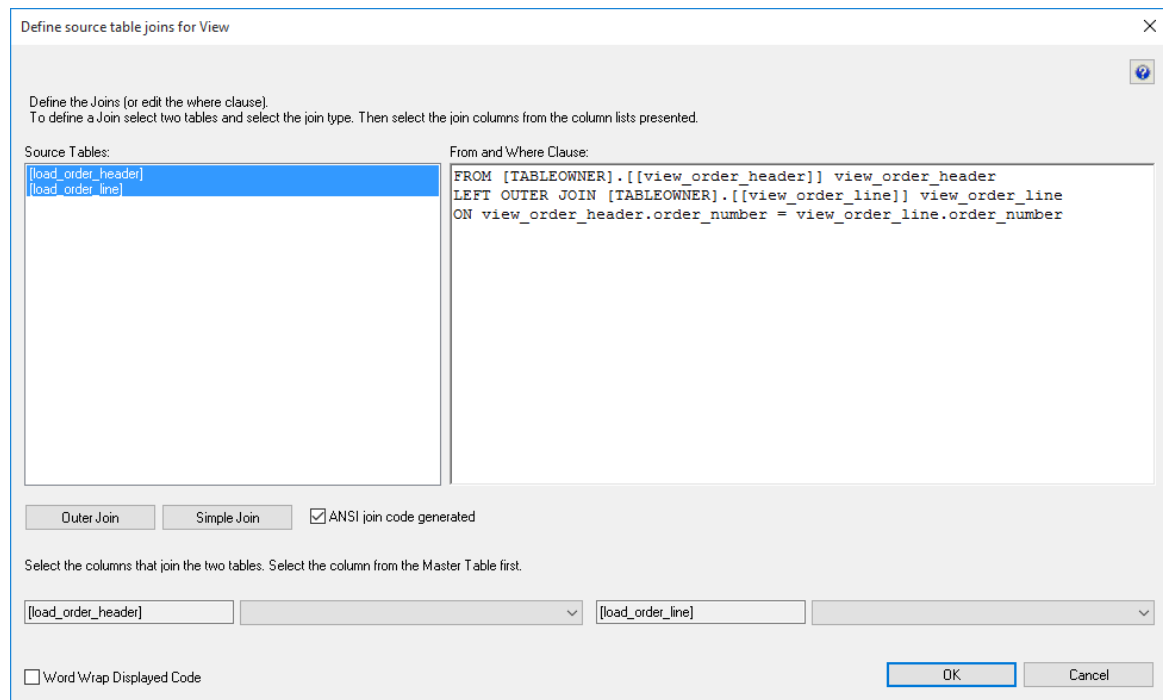 Define source table joins for View
Define the Joins (or edit the where clause).
To define a Join select two tables and select the join type. Then select the join columns from the column lists presented.
Source Tables:
[load_order_header]
[load_order_line]
From and Where Clause:
FROM [TABLEOWNER].[[view_order_header]] view_order_header
LEFT OUTER JOIN [TABLEOWNER].[[view_order_line]] view_order_line
ON view_order_header.order_number = view_order_line.order_number
Outer Join
Simple Join
ANSI join code generated
Select the columns that join the two tables. Select the column from the Master Table first.
[load_order_header]
[load_order_line]
Word Wrap Displayed Code
OK
Cancel